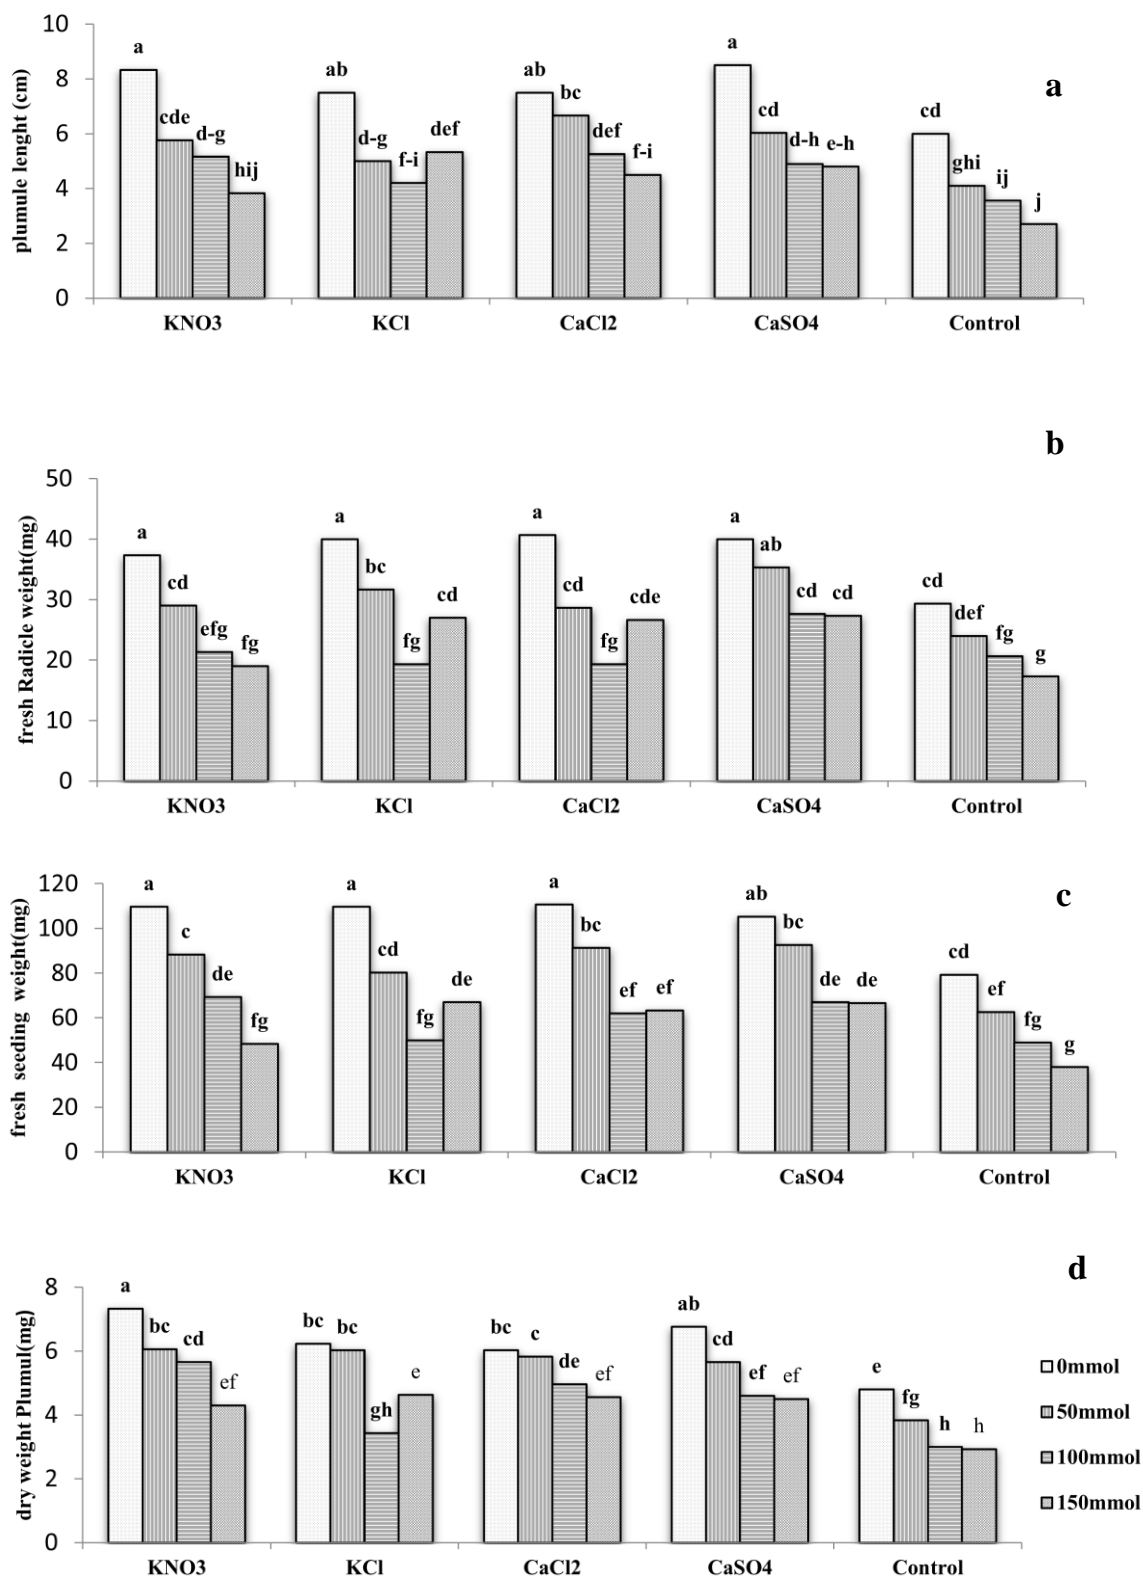 10
8
6
4
2
0
plumule lenght (cm)
a
cde
d-g
hij
ab
d-g
f-i
def
ab
bc
def
f-i
a
cd
d-h
e-h
cd
ghi
ij
j
a
KNO3 KCl CaCl2 CaSO4 Control
b
50
40
30
20
10
0
fresh Radicle weight(mg)
a
cd
efg
fg
a
bc
fg
cd
a
cd
fg
cde
a
ab
cd
cd
cd
def
fg
g
KNO3 KCl CaCl2 CaSO4 Control
120
100
80
60
40
20
0
fresh seeding weight(mg)
a
c
de
fg
a
cd
fg
de
a
bc
ef
ef
ab
bc
de
de
cd
ef
fg
g
c
KNO3 KCl CaCl2 CaSO4 Control
d
8
6
4
2
0
dry weight Plumul(mg)
a
bc
cd
ef
bc
bc
gh
e
bc
c
de
ef
ab
cd
ef
ef
e
fg
h
h
KNO3 KCl CaCl2 CaSO4 Control
0mmol
50mmol
100mmol
150mmol